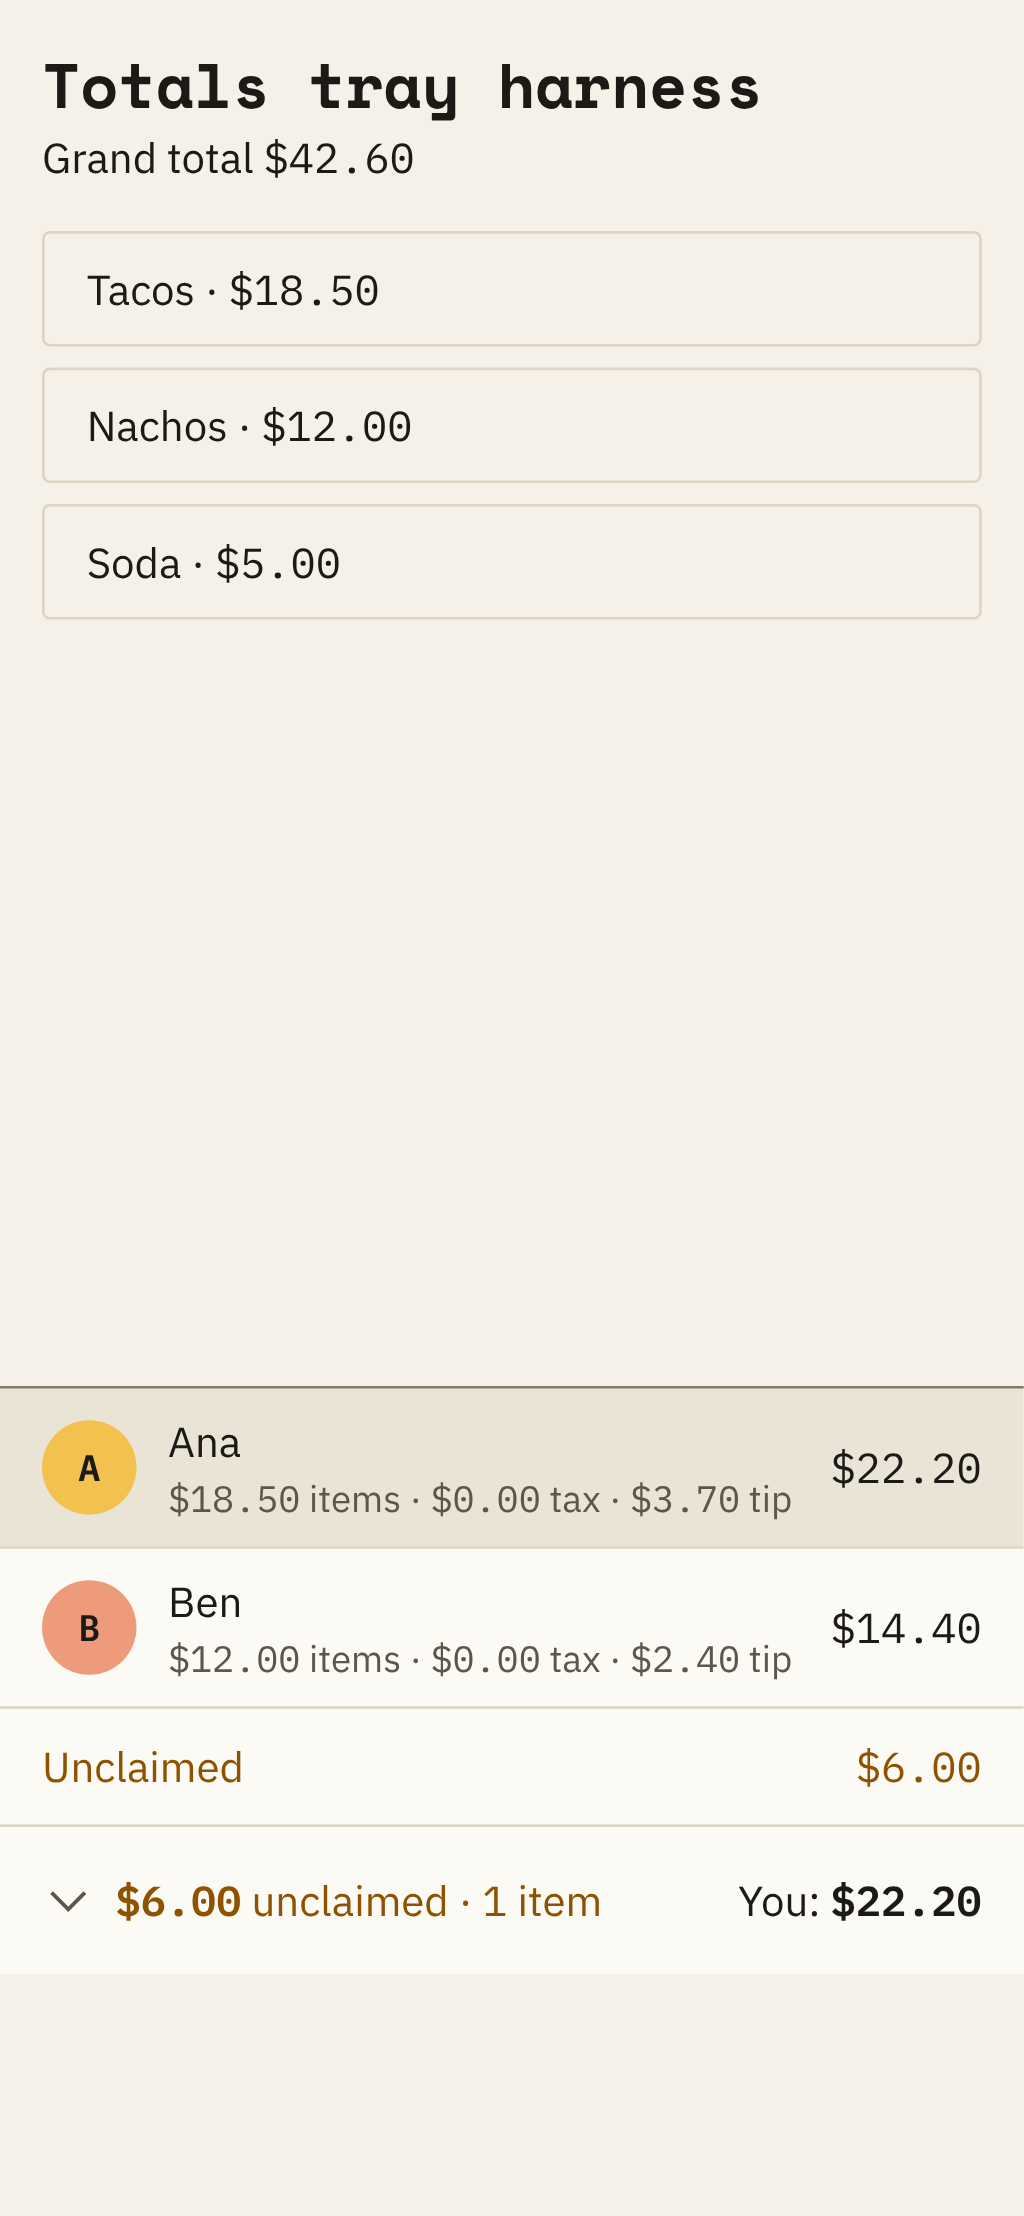 Totals tray harness
Grand total $42.60
Tacos · $18.50
Nachos · $12.00
Soda · $5.00
A
Ana
$18.50 items · $0.00 tax · $3.70 tip
$22.20
B
Ben
$12.00 items · $0.00 tax · $2.40 tip
$14.40
Unclaimed $6.00
$6.00 unclaimed · 1 item You: $22.20